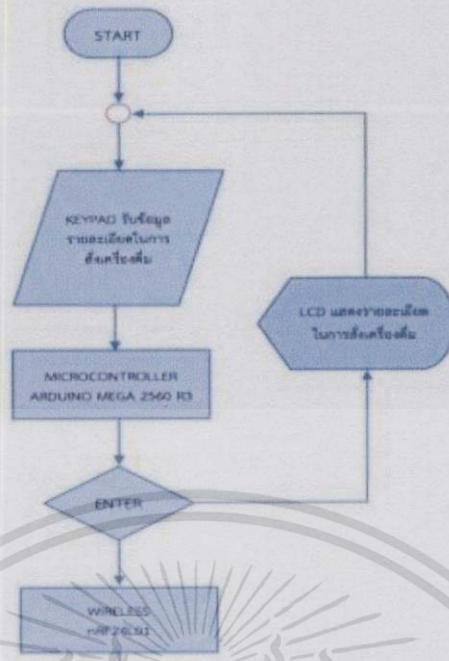 START
KEYPAD รับข้อมูล
รายละเอียดในการ
สั่งเครื่องดื่ม
LCD แสดงรายละเอียด
ในการสั่งเครื่องดื่ม
MICROCONTROLLER
ARDUINO MEGA 2560 R3
ENTER
WIRELESS
nRF24L01